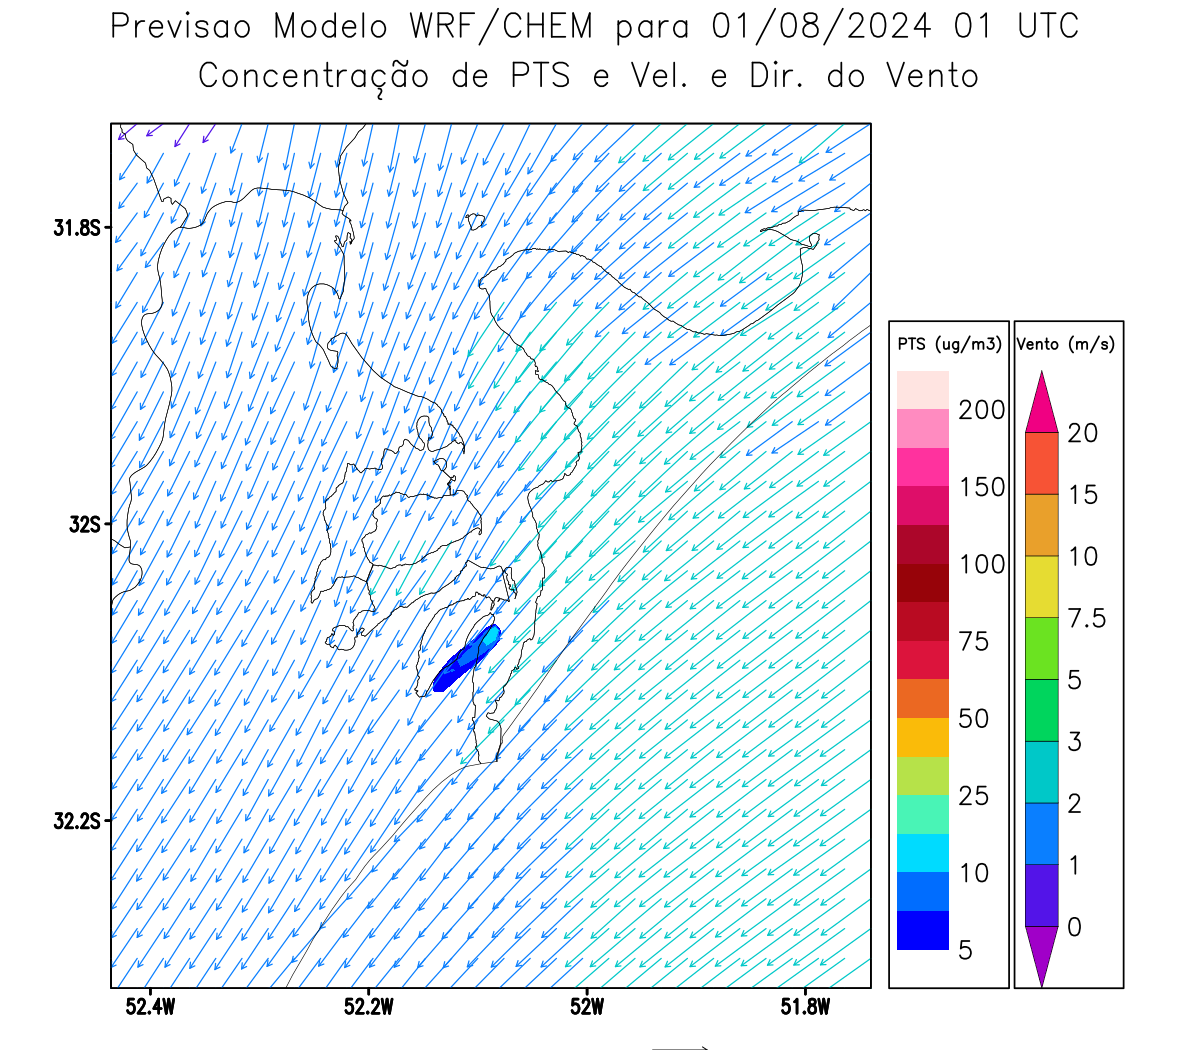 Previsao Modelo WRF/CHEM para 01/08/2024 01 UTC
Concentração de PTS e Vel. e Dir. do Vento
31.8S
32S
32.2S
52.4W
52.2W
52W
51.8W
PTS (ug/m3)
200
150
100
75
50
25
10
5
Vento (m/s)
20
15
10
7.5
5
3
2
1
0